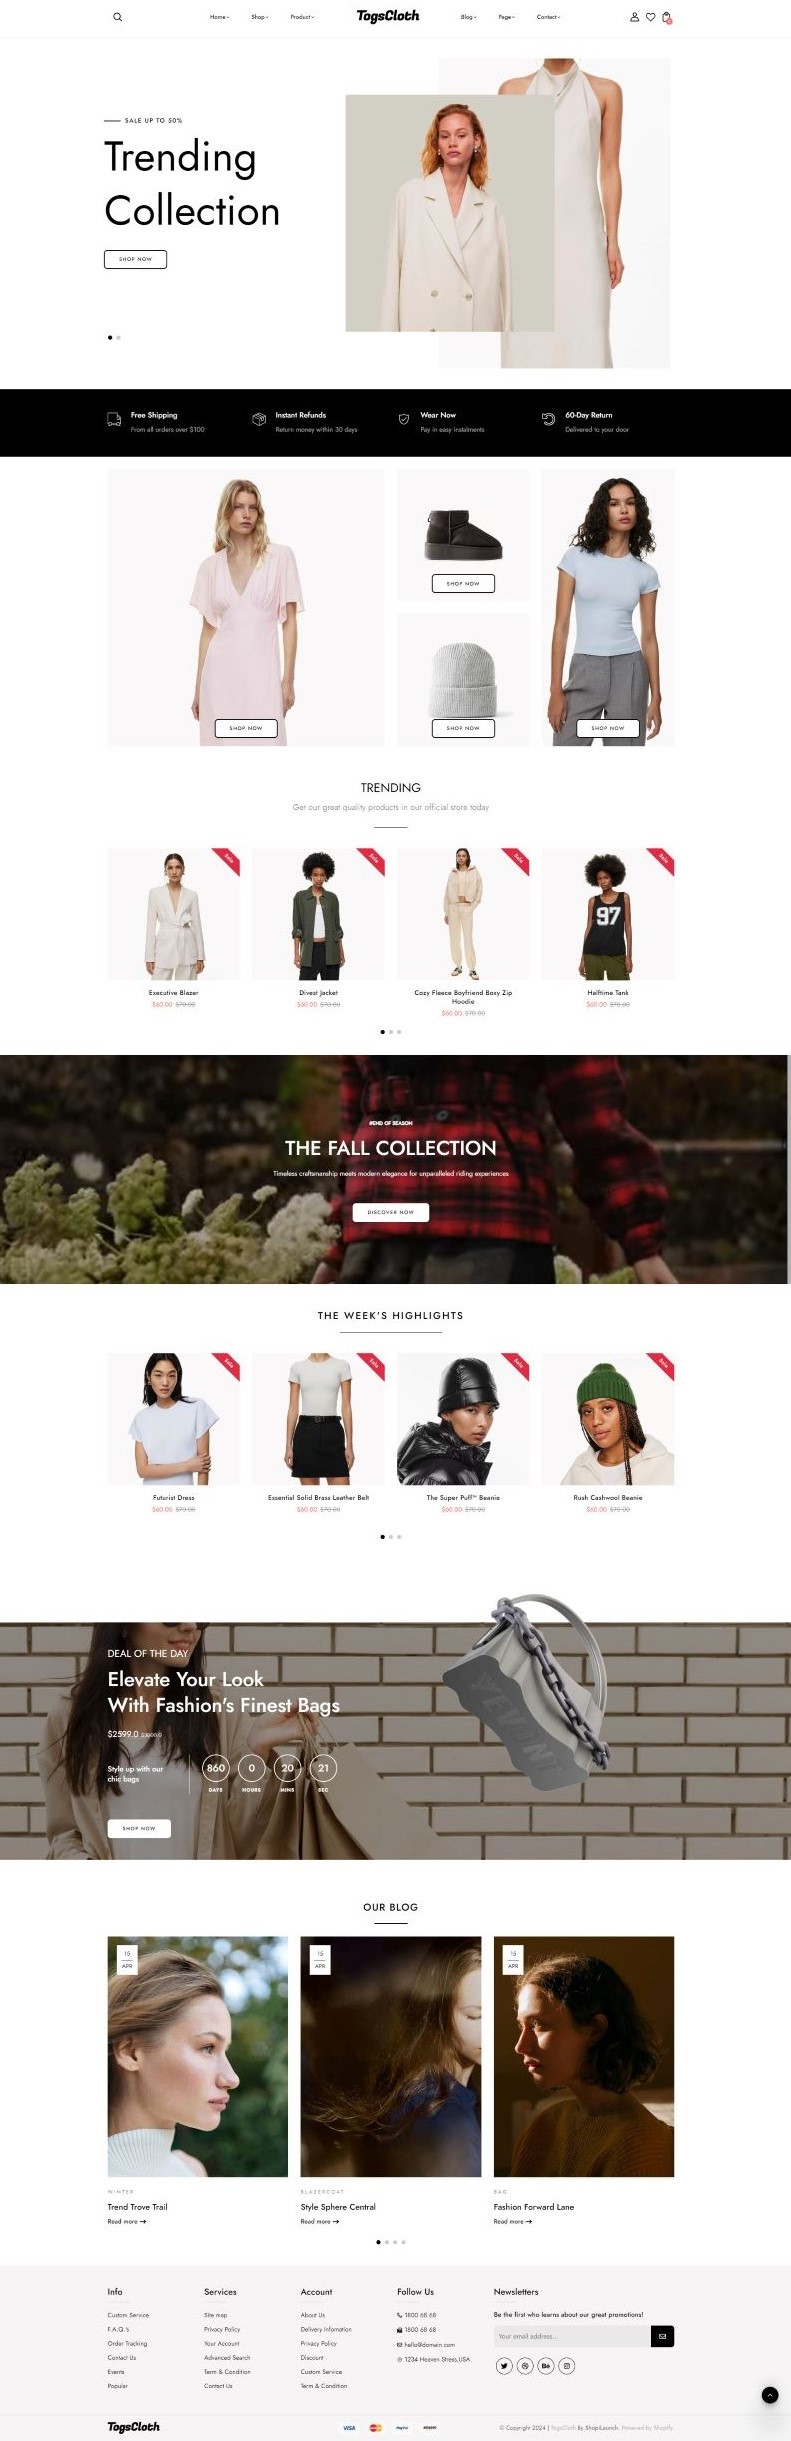 Home Shop Product TogsCloth Blog Page Contact
SALE UP TO 50%
Trending
Collection
SHOP NOW
Free Shipping
From all orders over $100
Instant Refunds
Return money within 30 days
Wear Now
Pay in easy instalments
60-Day Return
Delivered to your door
SHOP NOW
SHOP NOW
SHOP NOW
SHOP NOW
TRENDING
Get our great quality products in our official store today
Sale
Sale
Sale
97
Sale
Executive Blazer
$60.00 $70.00
Divest Jacket
$60.00 $70.00
Cozy Fleece Boyfriend Boxy Zip
Hoodie
$60.00 $70.00
Halftime Tank
$60.00 $70.00
#END OF SEASON
THE FALL COLLECTION
Timeless craftsmanship meets modern elegance for unparalleled riding experiences
DISCOVER NOW
THE WEEK'S HIGHLIGHTS
Sale
Sale
Sale
Sale
Futurist Dress
$60.00 $70.00
Essential Solid Brass Leather Belt
$60.00 $70.00
The Super Puff™ Beanie
$60.00 $70.00
Rush Cashwool Beanie
$60.00 $70.00
DEAL OF THE DAY
Elevate Your Look
With Fashion's Finest Bags
$2599.0
Style up with our
chic bags
860 0 20 21
DAYS HOURS MINS SEC
SHOP NOW
OUR BLOG
15
APR
15
APR
15
APR
WINTER
Trend Trove Trail
Read more
BLAZERCOAT
Style Sphere Central
Read more
BAG
Fashion Forward Lane
Read more
Info
Custom Service
F.A.Q.'s
Order Tracking
Contact Us
Events
Popular
Services
Site map
Privacy Policy
Your Account
Advanced Search
Term & Condition
Contact Us
Account
About Us
Delivery Infomation
Privacy Policy
Discount
Custom Service
Term & Condition
Follow Us
1800 68 68
1800 68 68
hello@domain.com
1234 Heaven Stress,USA.
Newsletters
Be the first who learns about our great promotions!
Your email address...
Bē
TogsCloth
VISA
PayPal
amazon
© Copyright 2024 | TogsCloth By ShopiLaunch. Powered by Shopify.